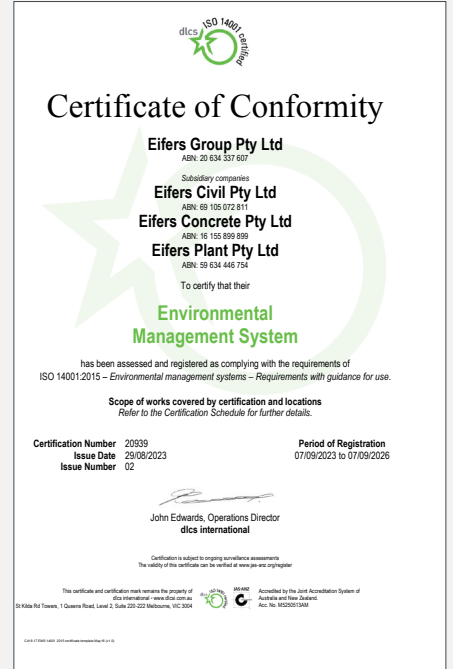 dlcs ISO 14001 certified
Certificate of Conformity
Eifers Group Pty Ltd
ABN: 20 634 337 607
Subsidiary companies
Eifers Civil Pty Ltd
ABN: 69 105 072 811
Eifers Concrete Pty Ltd
ABN: 16 155 899 899
Eifers Plant Pty Ltd
ABN: 59 634 446 754
To certify that their
Environmental
Management System
has been assessed and registered as complying with the requirements of
ISO 14001:2015 – Environmental management systems – Requirements with guidance for use.
Scope of works covered by certification and locations
Refer to the Certification Schedule for further details.
Certification Number 20939
Issue Date 29/08/2023
Issue Number 02
Period of Registration
07/09/2023 to 07/09/2026
John Edwards, Operations Director
dlcs international
Certification is subject to ongoing surveillance assessments
The validity of this certificate can be verified at www.jas-anz.org/register
This certificate and certification mark remains the property of
dlcs international - www.dlcsi.com.au
St Kilda Rd Towers, 1 Queens Road, Level 2, Suite 220-222 Melbourne, VIC 3004
JAS-ANZ
Accredited by the Joint Accreditation System of
Australia and New Zealand.
Acc. No. M5250513AM